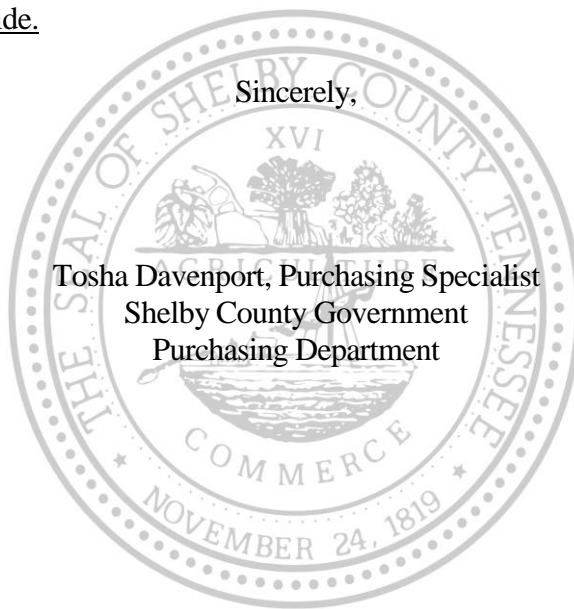 ide.
Sincerely,
Tosha Davenport, Purchasing Specialist
Shelby County Government
Purchasing Department
THE SEAL OF SHELBY COUNTY TENNESSEE
XVI
AGRICULTURE
COMMERCE
* NOVEMBER 24, 1819 *